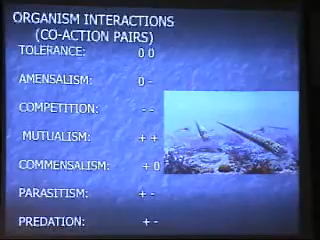 ORGANISM INTERACTIONS
(CO-ACTION PAIRS)
TOLERANCE: 0 0
AMENSALISM: 0 -
COMPETITION: - -
MUTUALISM: + +
COMMENSALISM: + 0
PARASITISM: + -
PREDATION: + -